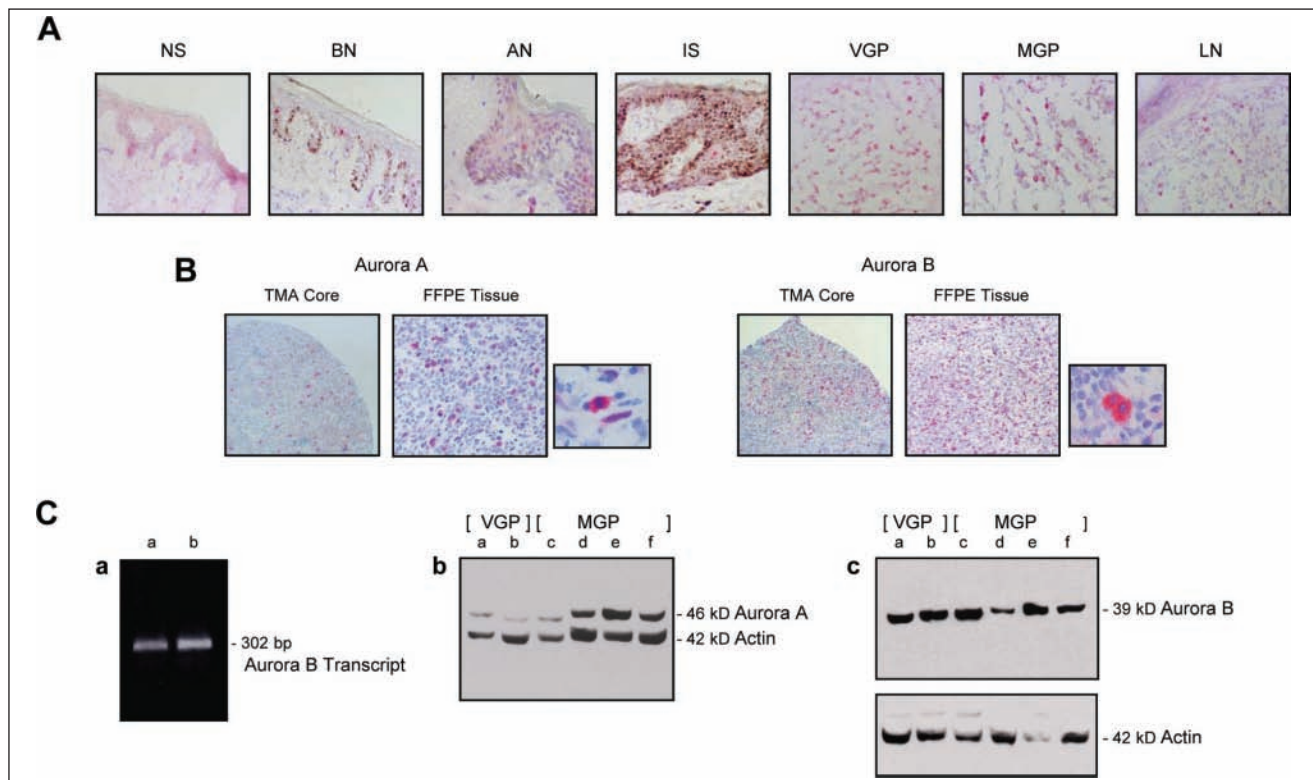 A
NS BN AN IS VGP MGP LN
B
Aurora A Aurora B
TMA Core FFPE Tissue TMA Core FFPE Tissue
C
a
a b
- 302 bp
Aurora B Transcript
b
[ VGP ] [ MGP ]
a b c d e f
- 46 kD Aurora A
- 42 kD Actin
c
[ VGP ] [ MGP ]
a b c d e f
- 39 kD Aurora B
- 42 kD Actin